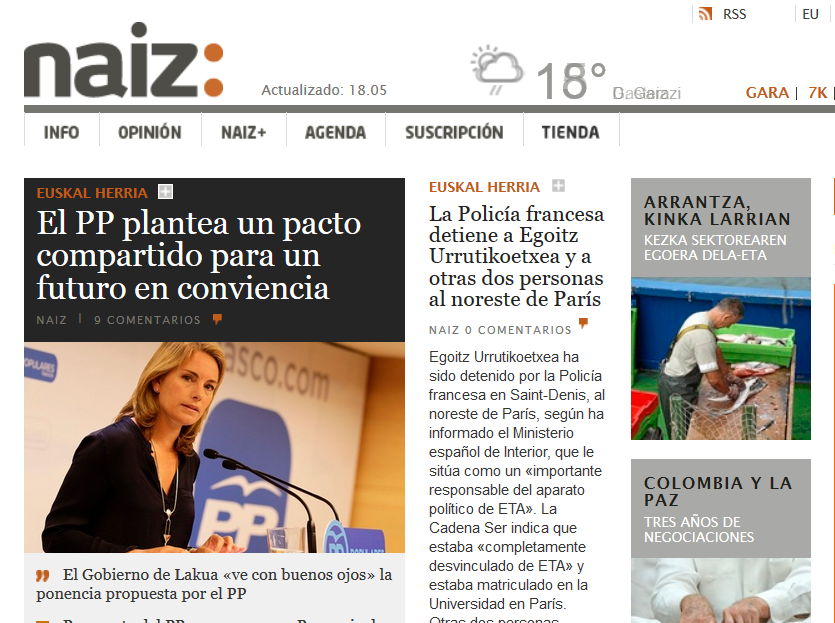 RSS
EU
naiz:
Actualizado: 18.05
18°
GARA | 7K |
INFO
OPINIÓN
NAIZ+
AGENDA
SUSCRIPCIÓN
TIENDA
EUSKAL HERRIA
El PP plantea un pacto
compartido para un
futuro en conviencia
NAIZ | 9 COMENTARIOS
POPULARES
asco.com
PP
POPULARES
El Gobierno de Lakua «ve con buenos ojos» la
ponencia propuesta por el PP
EUSKAL HERRIA
La Policía francesa
detiene a Egoitz
Urrutikoetxea y a
otras dos personas
al noreste de París
NAIZ 0 COMENTARIOS
Egoitz Urrutikoetxea ha
sido detenido por la Policía
francesa en Saint-Denis, al
noreste de París, según ha
informado el Ministerio
español de Interior, que le
sitúa como un «importante
responsable del aparato
político de ETA». La
Cadena Ser indica que
estaba «completamente
desvinculado de ETA» y
estaba matriculado en la
Universidad en París.
Otras dos personas
ARRANTZA,
KINKA LARRIAN
KEZKA SEKTOREAREN
EGOERA DELA-ETA
COLOMBIA Y LA
PAZ
TRES AÑOS DE
NEGOCIACIONES